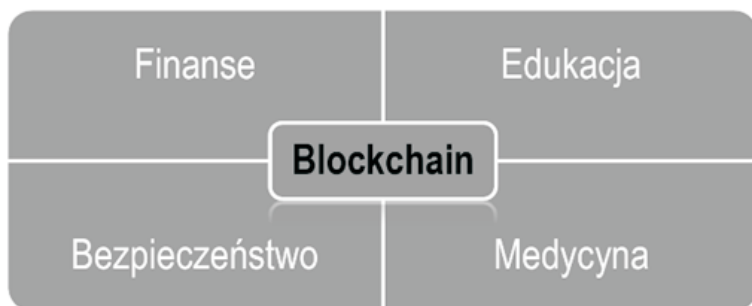 Finanse
Edukacja
Blockchain
Bezpieczeństwo
Medycyna